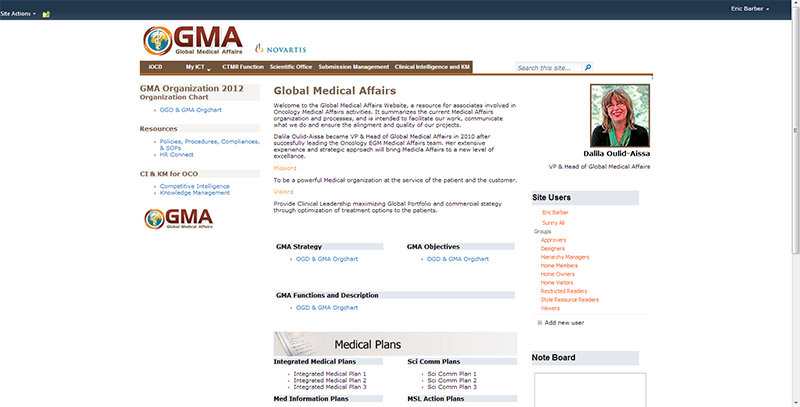 Site Actions
Eric Barber
GMA
Global Medical Affairs
NOVARTIS
iOCD
My ICT
CTMR Function
Scientific Office
Submission Management
Clinical Intelligence and KM
Search this site...
GMA Organization 2012
Organization Chart
OGD & GMA Orgchart
Resources
Policies, Procedures, Compliances,
& SOPs
HR Connect
CI & KM for OCO
Competitive Intelligence
Knowledge Management
GMA
Global Medical Affairs
Global Medical Affairs
Welcome to the Global Medical Affairs Website, a resource for associates involved in
Oncology Medical Affairs activities. It summarizes the current Medical Affairs
organization and processes, and is intended to facilitate our work, communicate
what we do and ensure the alingment and quality of our projects.
Dalila Oulid-Aissa became VP & Head of Global Medical Affairs in 2010 after
succesfully leading the Oncology EGM Medical Affairs team. Her extensive
experience and strategic approach will bring Medicla Affairs to a new level of
excellance.
Mission:
To be a powerful Medical organization at the service of the patient and the customer.
Vision:
Provide Clinical Leadership maximizing Global Portfolio and commercial stategy
through optimization of treatment options to the patients.
GMA Strategy
OGD & GMA Orgchart
GMA Objectives
OGD & GMA Orgchart
GMA Functions and Description
OGD & GMA Orgchart
Medical Plans
Integrated Medical Plans
Integrated Medical Plan 1
Integrated Medical Plan 2
Integrated Medical Plan 3
Sci Comm Plans
Sci Comm Plan 1
Sci Comm Plan 2
Sci Comm Plan 3
Med Information Plans
MSL Action Plans
Dalila Oulid-Aissa
VP & Head of Global Medical Affairs
Site Users
Eric Barber
Sunny All
Groups
Approvers
Designers
Hierarchy Managers
Home Members
Home Owners
Home Visitors
Restricted Readers
Style Resource Readers
Viewers
Add new user
Note Board